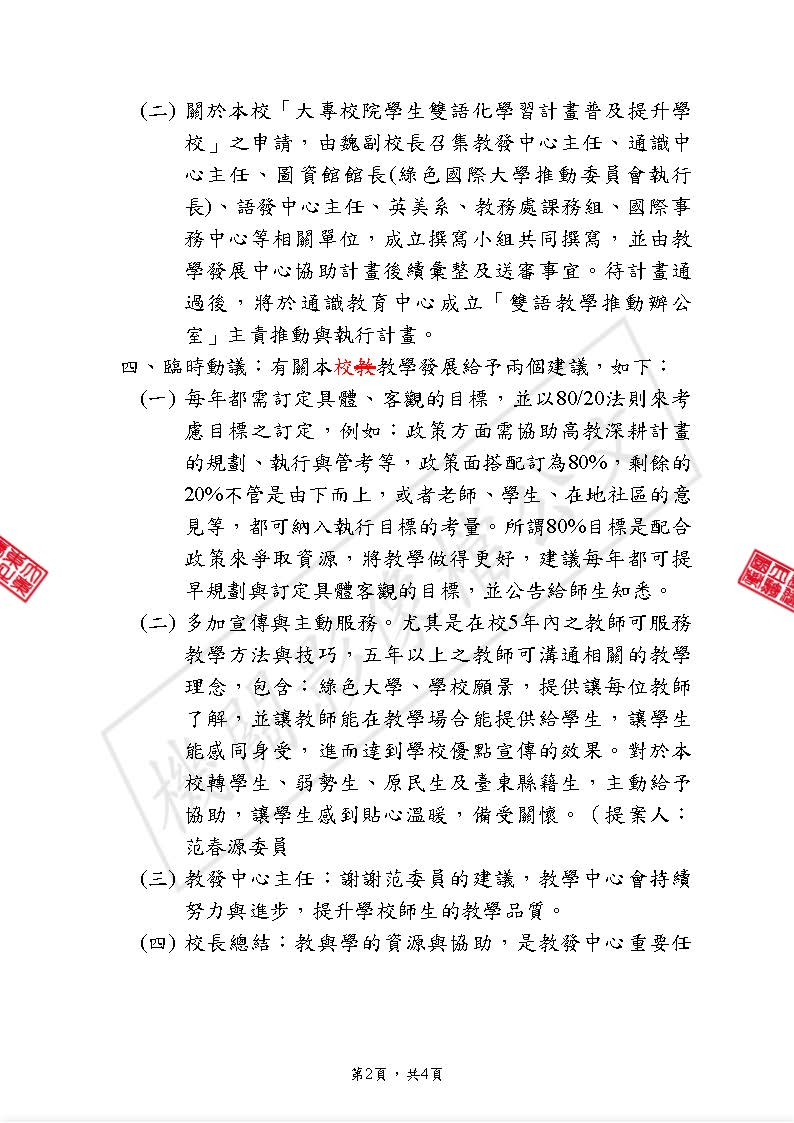 (二) 關於本校「大專校院學生雙語化學習計畫普及提升學
校」之申請，由魏副校長召集教發中心主任、通識中
心主任、圖資館館長(綠色國際大學推動委員會執行
長)、語發中心主任、英美系、教務處課務組、國際事
務中心等相關單位，成立撰寫小組共同撰寫，並由教
學發展中心協助計畫後續彙整及送審事宜。待計畫通
過後，將於通識教育中心成立「雙語教學推動辦公
室」主責推動與執行計畫。
四、臨時動議：有關本校教教學發展給予兩個建議，如下：
(一) 每年都需訂定具體、客觀的目標，並以80/20法則來考
慮目標之訂定，例如：政策方面需協助高教深耕計畫
的規劃、執行與管考等，政策面搭配訂為80%，剩餘的
20%不管是由下而上，或者老師、學生、在地社區的意
見等，都可納入執行目標的考量。所謂80%目標是配合
政策來爭取資源，將教學做得更好，建議每年都可提
早規劃與訂定具體客觀的目標，並公告給師生知悉。
(二) 多加宣傳與主動服務。尤其是在校5年內之教師可服務
教學方法與技巧，五年以上之教師可溝通相關的教學
理念，包含：綠色大學、學校願景，提供讓每位教師
了解，並讓教師能在教學場合能提供給學生，讓學生
能感同身受，進而達到學校優點宣傳的效果。對於本
校轉學生、弱勢生、原民生及臺東縣籍生，主動給予
協助，讓學生感到貼心溫暖，備受關懷。（提案人：
范春源委員
(三) 教發中心主任：謝謝范委員的建議，教學中心會持續
努力與進步，提升學校師生的教學品質。
(四) 校長總結：教與學的資源與協助，是教發中心重要任
機關影像檔公文
第2頁，共4頁